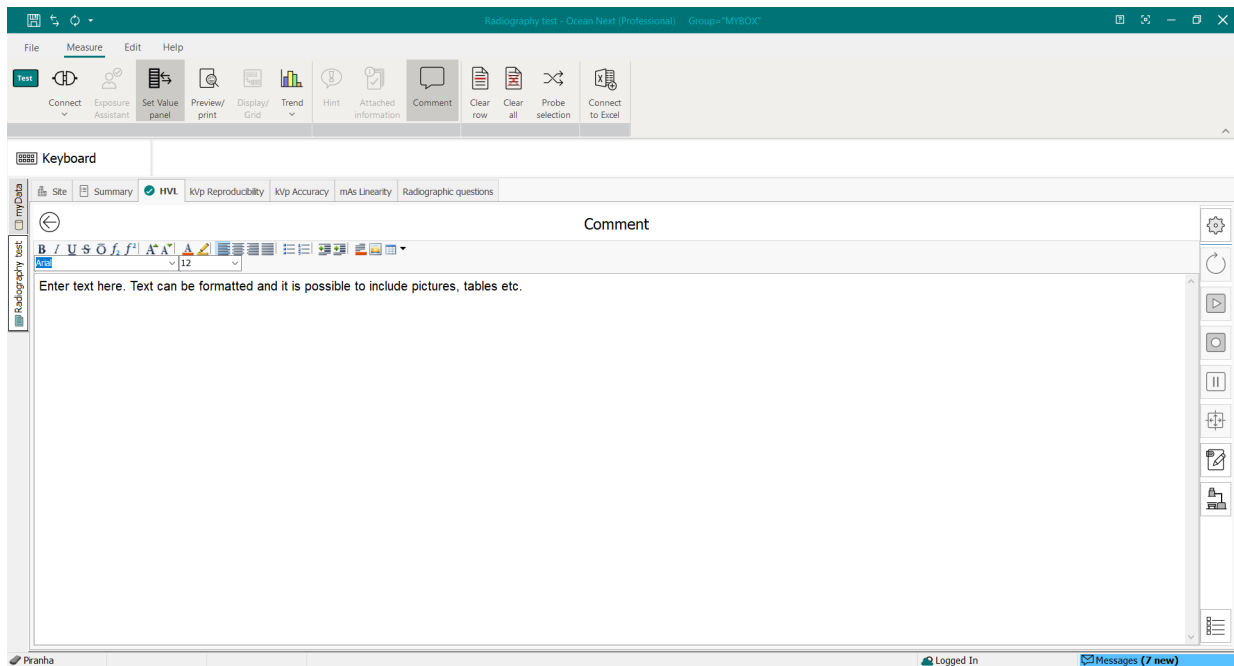 Radiography test - Ocean Next (Professional) Group="MYBOX"
File Measure Edit Help
Test
Connect
Exposure Assistant
Set Value panel
Preview/ print
Display/ Grid
Trend
Hint
Attached information
Comment
Clear row
Clear all
Probe selection
Connect to Excel
Keyboard
myData
Radiography test
Site Summary HVL kVp Reproducibility kVp Accuracy mAs Linearity Radiographic questions
Comment
B I U S O f₂ f² A A A
Arial 12
Enter text here. Text can be formatted and it is possible to include pictures, tables etc.
Piranha Logged In Messages (7 new)